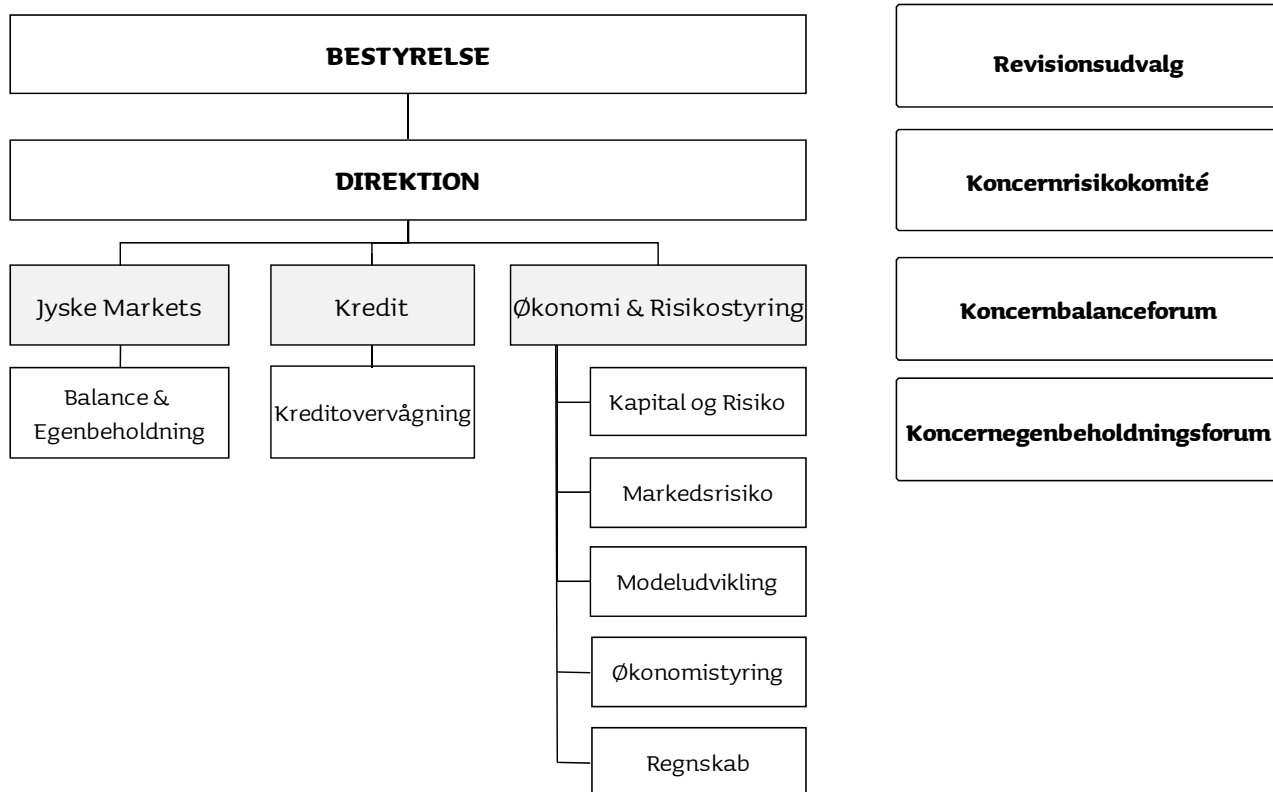 BESTYRELSE
DIREKTION
Jyske Markets
Kredit
Økonomi & Risikostyring
Balance &
Egenbeholdning
Kreditovervågning
Kapital og Risiko
Markedsrisiko
Modeludvikling
Økonomistyring
Regnskab
Revisionsudvalg
Koncernrisikokomité
Koncernbalanceforum
Koncernegenbeholdningsforum